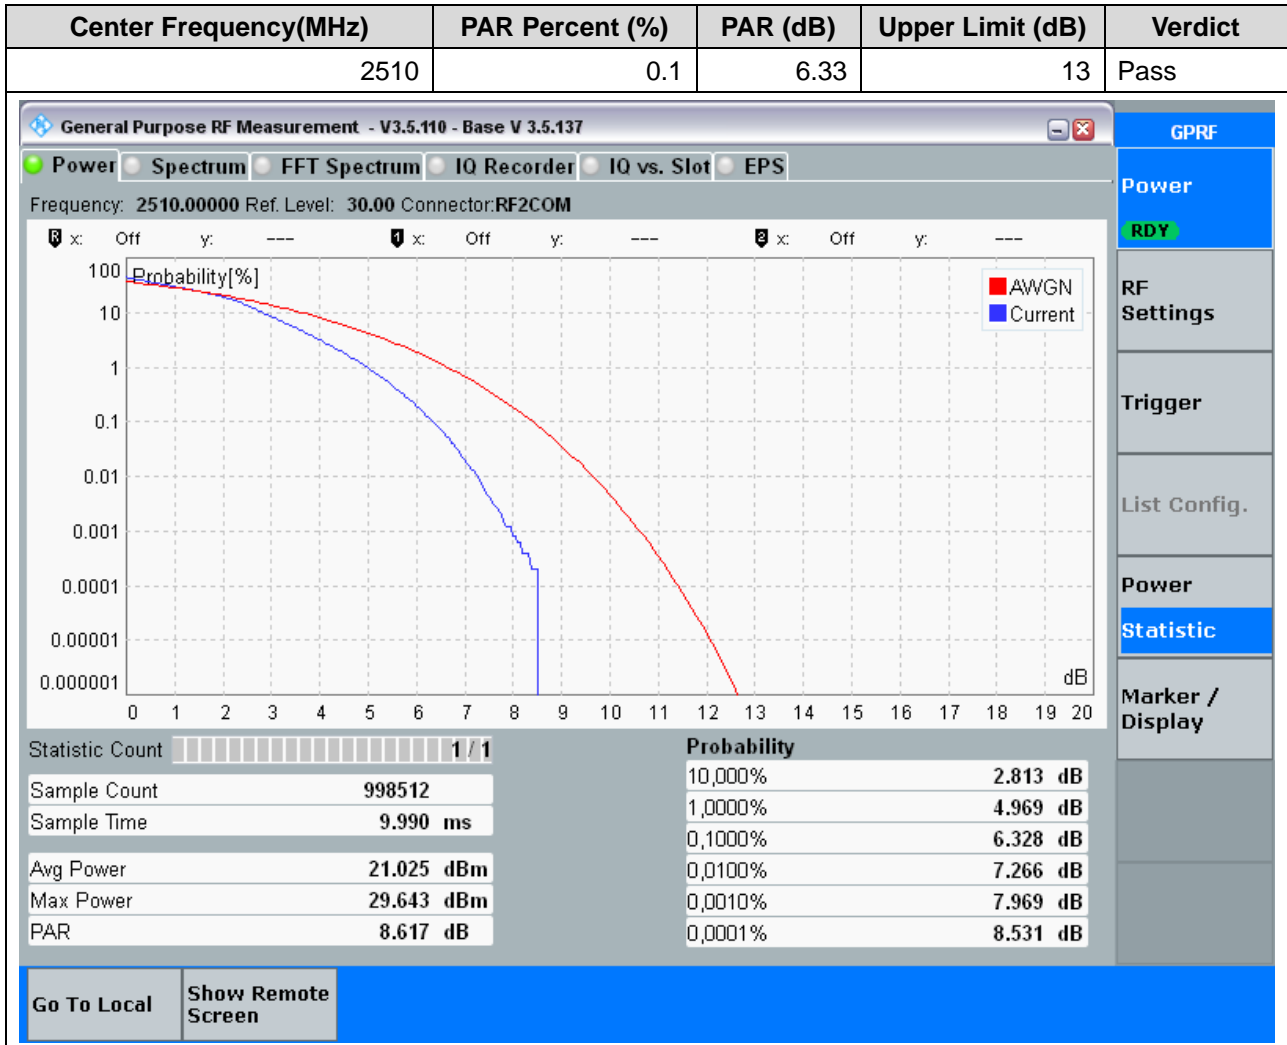 Center Frequency(MHz) PAR Percent (%) PAR (dB) Upper Limit (dB) Verdict
2510 0.1 6.33 13 Pass
General Purpose RF Measurement - V3.5.110 - Base V 3.5.137
GPRF
Power Spectrum FFT Spectrum IQ Recorder IQ vs. Slot EPS
Power
RDY
Frequency: 2510.00000 Ref. Level: 30.00 Connector:RF2COM
R x: Off y: --- 1 x: Off y: --- 2 x: Off y: ---
Probability[%]
AWGN
Current
100
10
1
0.1
0.01
0.001
0.0001
0.00001
0.000001
dB
0 1 2 3 4 5 6 7 8 9 10 11 12 13 14 15 16 17 18 19 20
RF
Settings
Trigger
List Config.
Power
Statistic
Marker /
Display
Statistic Count 1 / 1
Sample Count 998512
Sample Time 9.990 ms
Avg Power 21.025 dBm
Max Power 29.643 dBm
PAR 8.617 dB
Probability
10,000% 2.813 dB
1,0000% 4.969 dB
0,1000% 6.328 dB
0,0100% 7.266 dB
0,0010% 7.969 dB
0,0001% 8.531 dB
Go To Local
Show Remote
Screen